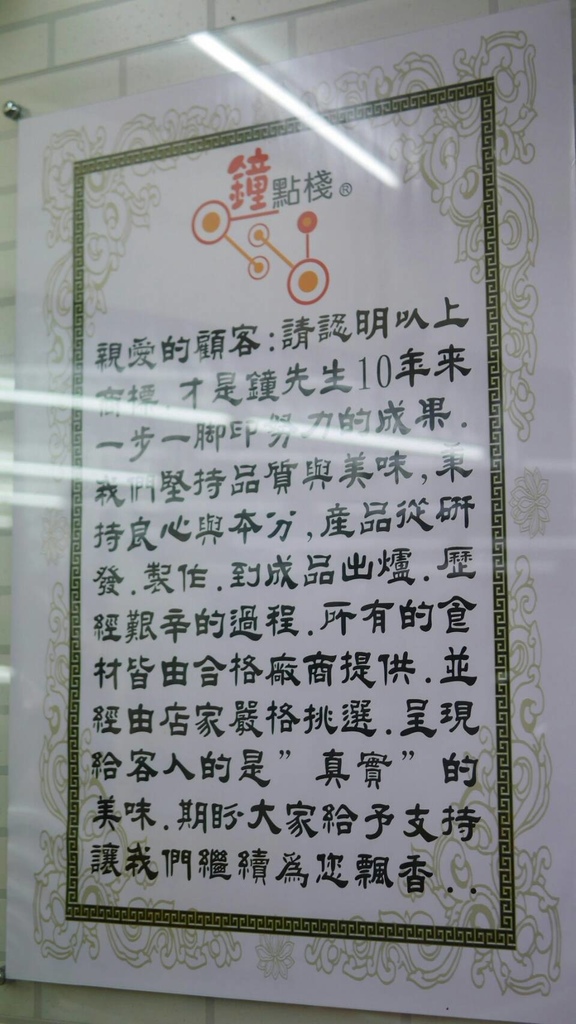 鐘點棧®
親愛的顧客:請認明以上
商標.才是鐘先生10年來
一步一腳印努力的成果.
我們堅持品質與美味,秉
持良心與本分,產品從研
發.製作.到成品出爐.歷
經艱辛的過程.所有的食
材皆由合格廠商提供.並
經由店家嚴格挑選.呈現
給客人的是"真實"的
美味.期盼大家給予支持
讓我們繼續為您飄香..